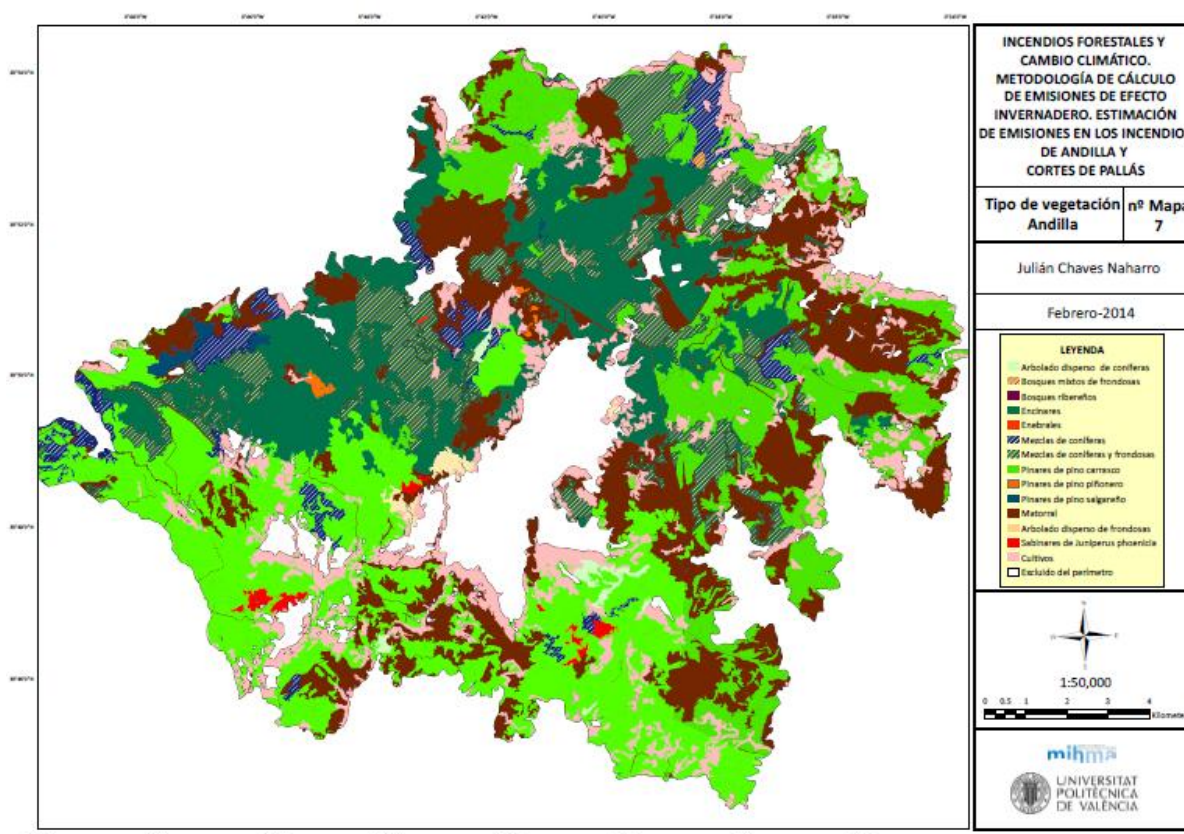 INCENDIOS FORESTALES Y
CAMBIO CLIMÁTICO.
METODOLOGÍA DE CÁLCULO
DE EMISIONES DE EFECTO
INVERNADERO. ESTIMACIÓN
DE EMISIONES EN LOS INCENDIO
DE ANDILLA Y
CORTES DE PALLÁS
Tipo de vegetación
Andilla
nº Mapa
7
Julián Chaves Naharro
Febrero-2014
LEYENDA
Arbolado disperso de coníferas
Bosques mixtos de frondosas
Bosques ribereños
Encinares
Enebrales
Mezclas de coníferas
Mezclas de coníferas y frondosas
Pinares de pino carrasco
Pinares de pino piñonero
Pinares de pino salgareño
Matorral
Arbolado disperso de frondosas
Sabinares de Juniperus phoenicia
Cultivos
Excluido del perímetro
1:50,000
0 0.5 1 2 3 4
Kilomete
mihma
UNIVERSITAT
POLITÈCNICA
DE VALÈNCIA